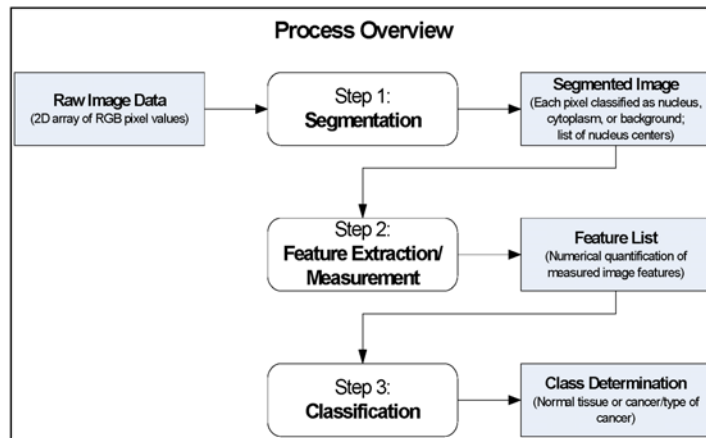 Process Overview
Raw Image Data
(2D array of RGB pixel values)
Step 1:
Segmentation
Segmented Image
(Each pixel classified as nucleus,
cytoplasm, or background;
list of nucleus centers)
Step 2:
Feature Extraction/
Measurement
Feature List
(Numerical quantification of
measured image features)
Step 3:
Classification
Class Determination
(Normal tissue or cancer/type of
cancer)